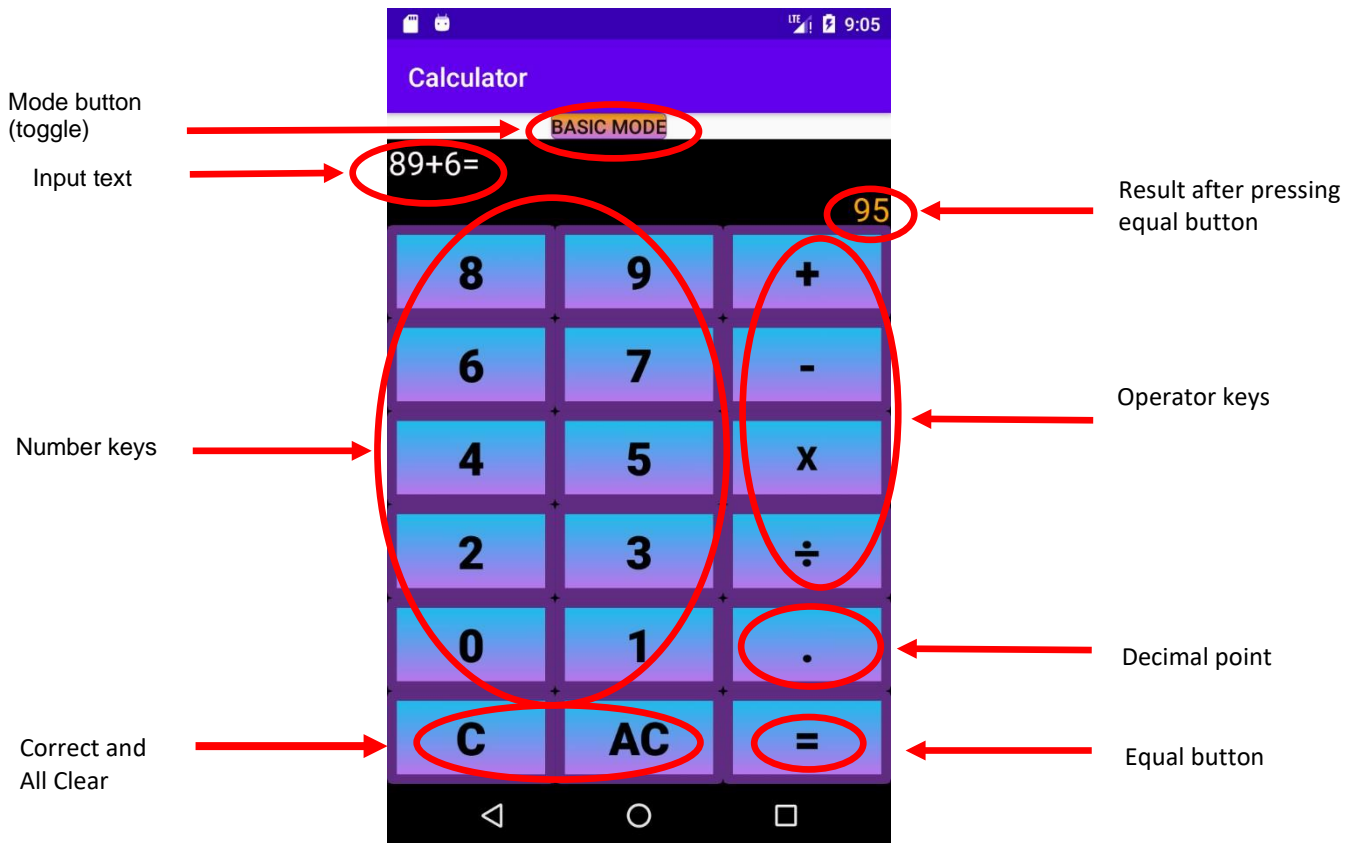 LTE 9:05
Calculator
Mode button
(toggle)
BASIC MODE
Input text
89+6=
Result after pressing
equal button
95
8 9 +
6 7 -
Operator keys
Number keys
4 5 X
2 3 ÷
0 1 .
Decimal point
Correct and
All Clear
C AC =
Equal button